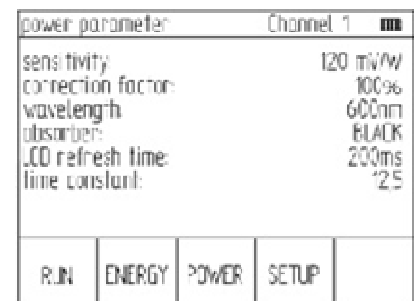 power parameter Channel 1
sensitivity 120 mV/W
correction factor: 100%
wavelength 600nm
absorber: BLACK
LCD refresh time: 200ms
time constant: 12.5
RUN ENERGY POWER SETUP